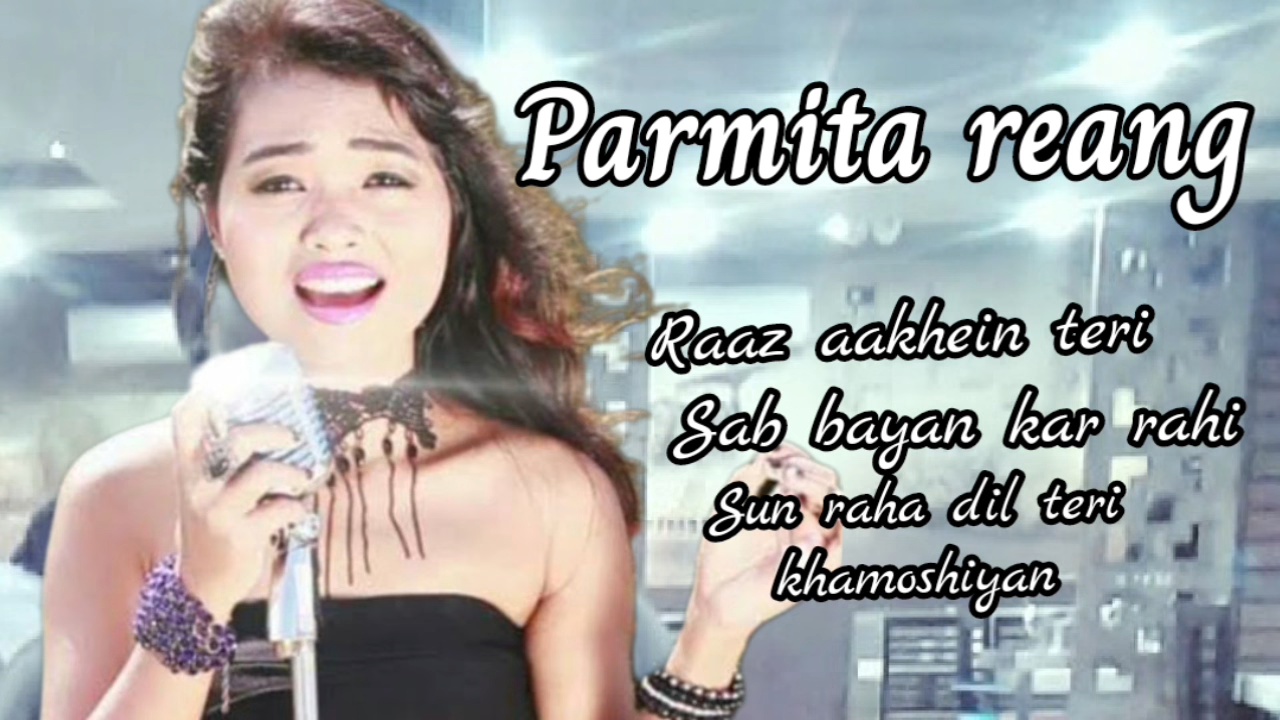 Parmita reang
Raaz aakhein teri
Sab bayan kar rahi
Sun raha dil teri
khamoshiyan